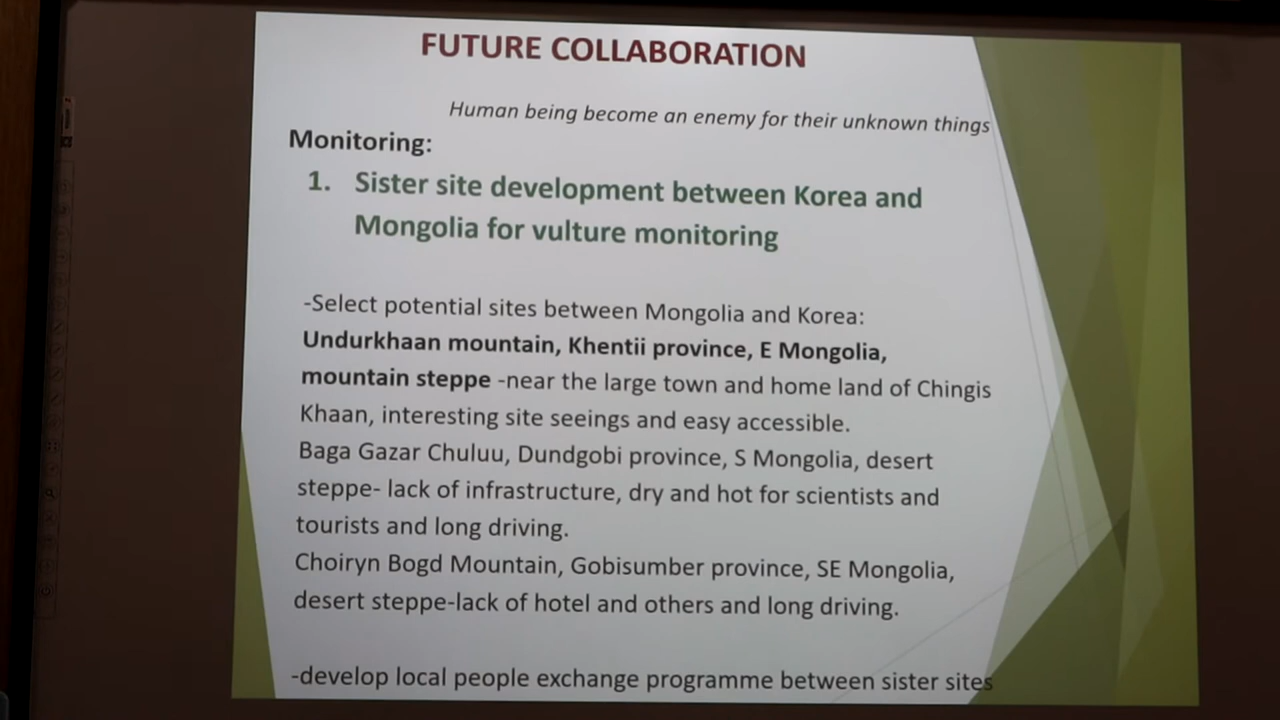 FUTURE COLLABORATION
Human being become an enemy for their unknown things
Monitoring:
1. Sister site development between Korea and
Mongolia for vulture monitoring
-Select potential sites between Mongolia and Korea:
Undurkhaan mountain, Khentii province, E Mongolia,
mountain steppe -near the large town and home land of Chingis
Khaan, interesting site seeings and easy accessible.
Baga Gazar Chuluu, Dundgobi province, S Mongolia, desert
steppe- lack of infrastructure, dry and hot for scientists and
tourists and long driving.
Choiryn Bogd Mountain, Gobisumber province, SE Mongolia,
desert steppe-lack of hotel and others and long driving.
-develop local people exchange programme between sister sites